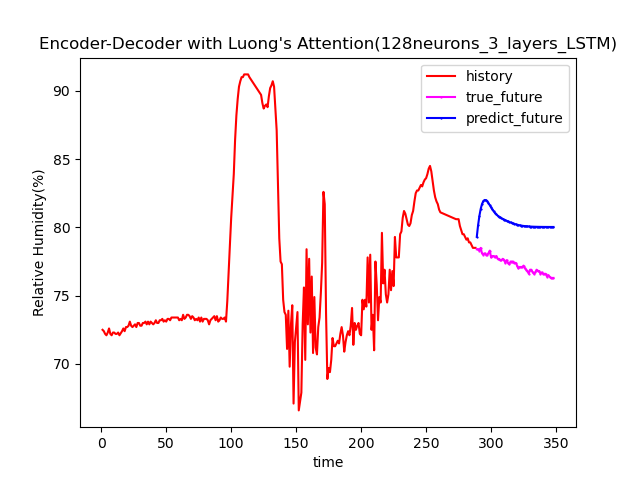 Encoder-Decoder with Luong's Attention(128neurons_3_layers_LSTM)
history
true_future
predict_future
Relative Humidity(%)
90
85
80
75
70
0 50 100 150 200 250 300 350
time